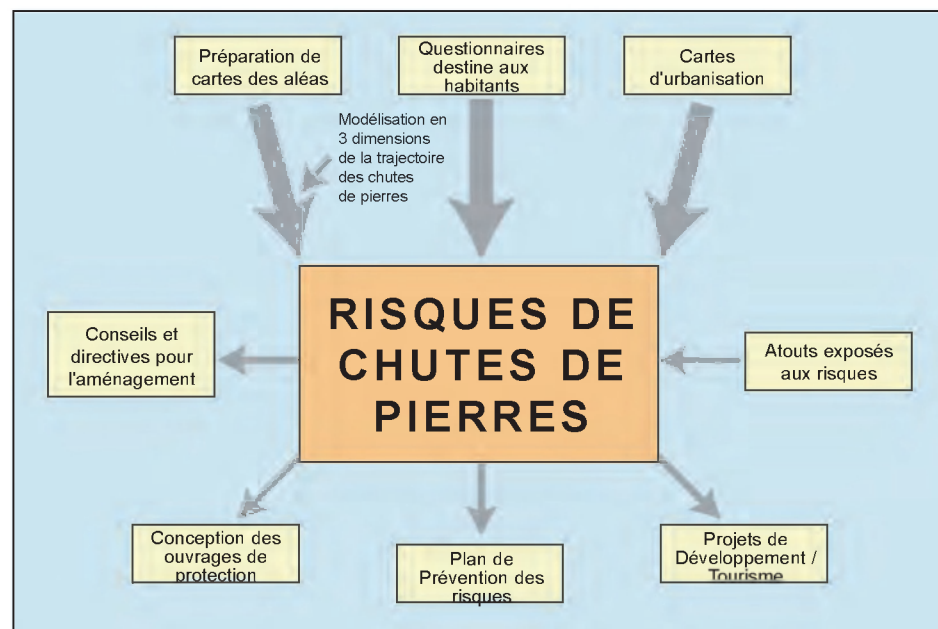 Préparation de
cartes des aléas
Questionnaires
destine aux
habitants
Cartes
d'urbanisation
Modélisation en
3 dimensions
de la trajectoire
des chutes
de pierres
RISQUES DE
CHUTES DE
PIERRES
Conseils et
directives pour
l'aménagement
Atouts exposés
aux risques
Conception des
ouvrages de
protection
Plan de
Prévention des
risques
Projets de
Développement /
Tourisme